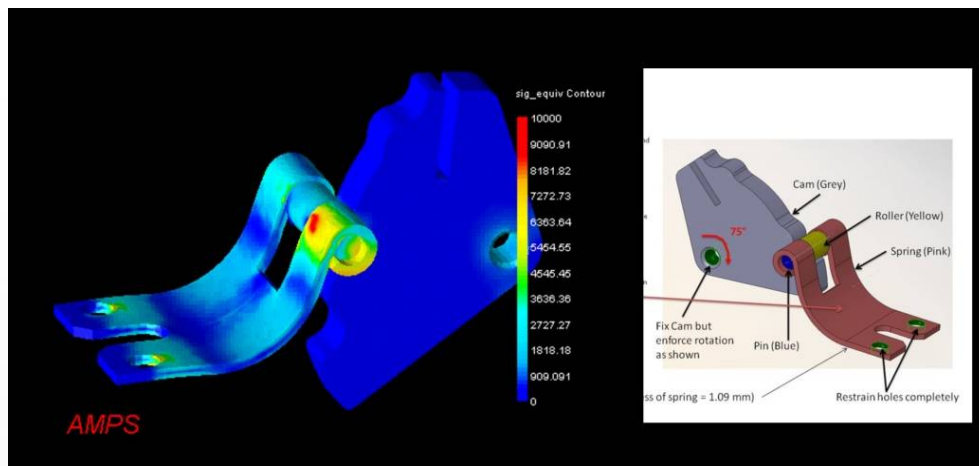 sig_equiv Contour
10000
9090.91
8181.82
7272.73
6363.64
5454.55
4545.45
3636.36
2727.27
1818.18
909.091
0
AMPS
Cam (Grey)
Roller (Yellow)
75°
Spring (Pink)
Fix Cam but
enforce rotation
as shown
Pin (Blue)
ess of spring = 1.09 mm)
Restrain holes completely